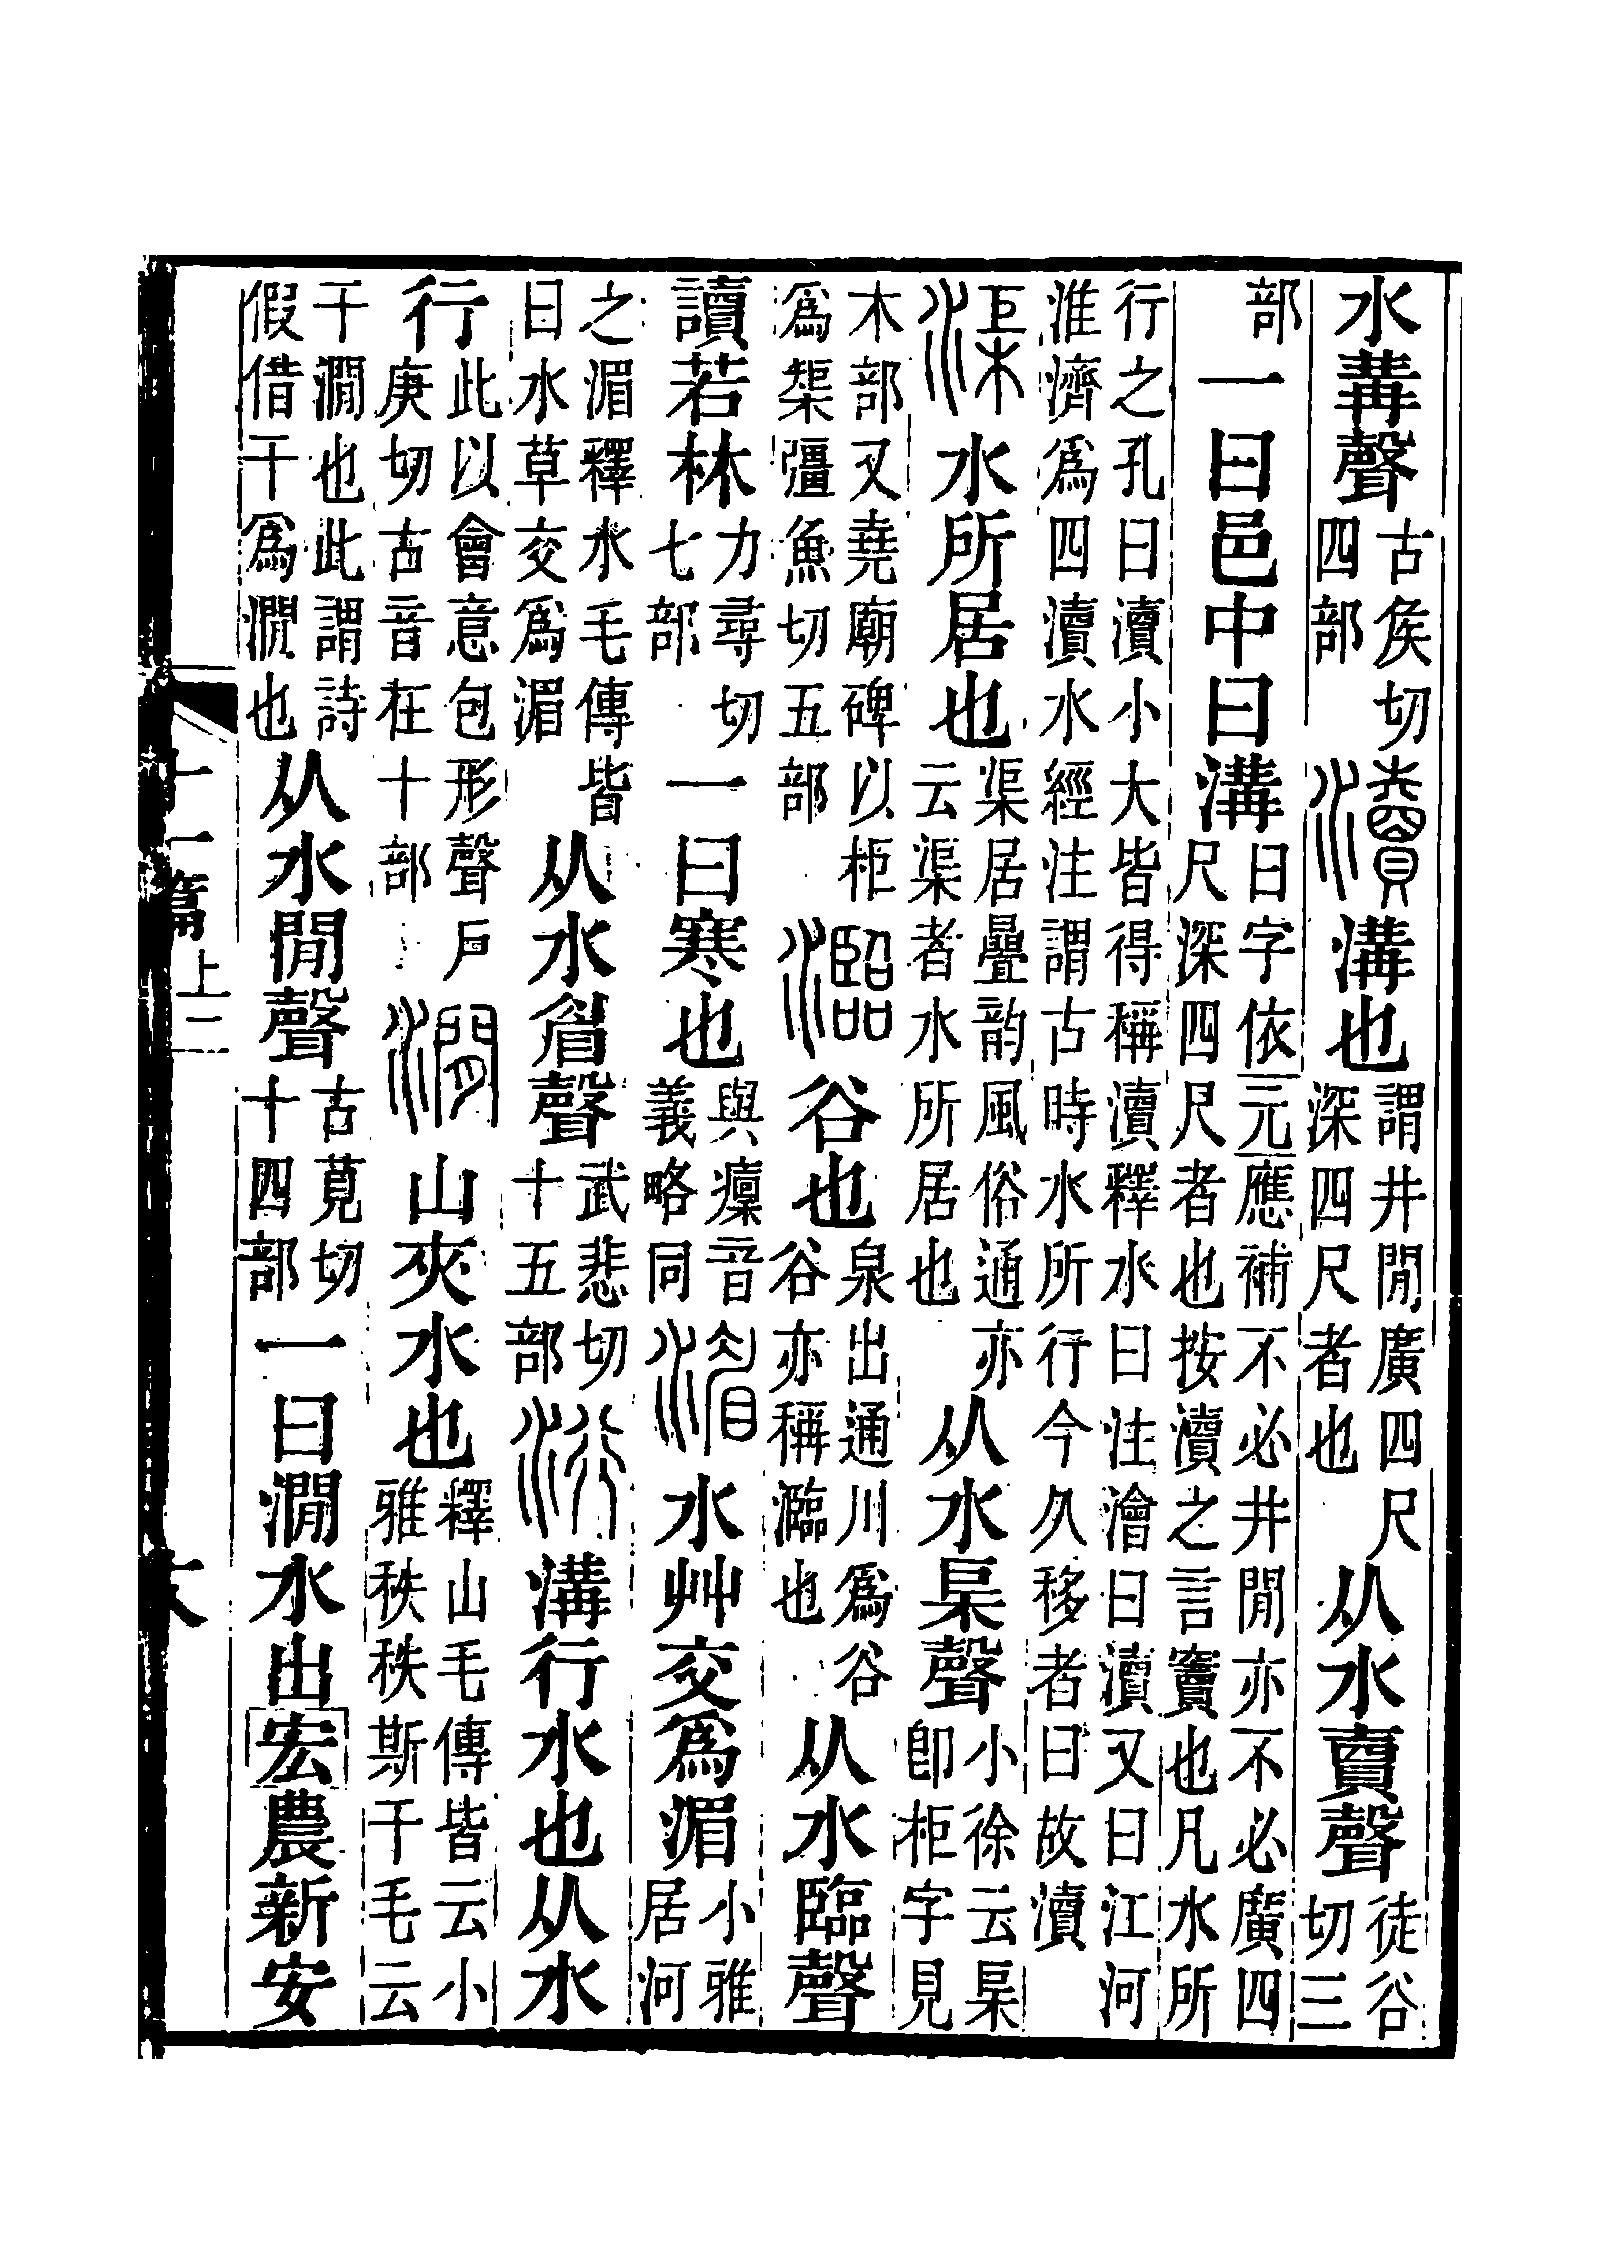 水冓聲古矦切四部瀆溝也謂井閒廣四尺深四尺者也从水𧶠聲徒谷切三
部一曰邑中曰溝曰字依元應補不必井閒亦不必廣四尺深四尺者也按瀆之言竇也凡水所
行之孔曰瀆小大皆得稱瀆釋水曰注澮曰瀆又曰江河淮濟爲四瀆水經注謂古時水所行今久移者曰故瀆
渠水所居也渠居曡韵風俗通亦云渠者水所居也从水聲小徐云卽柜字見
木部又堯廟碑以柜爲榘彊魚切五部瀶谷也泉出通川爲谷谷亦稱瀶也从水臨聲
讀若林力尋切七部一曰寒也與癛音義略同湄水艸交爲湄小雅居河
之湄釋水毛傳皆曰水草交爲湄从水眉聲武悲切十五部洐溝行水也从水
行此以會意包形聲戶庚切古音在十部澗山夾水也釋山毛傳皆云小雅秩秩斯干毛云
干澗也此謂詩假借干爲澗也从水閒聲古莧切十四部一曰澗水出宏農新安
十一篇上二